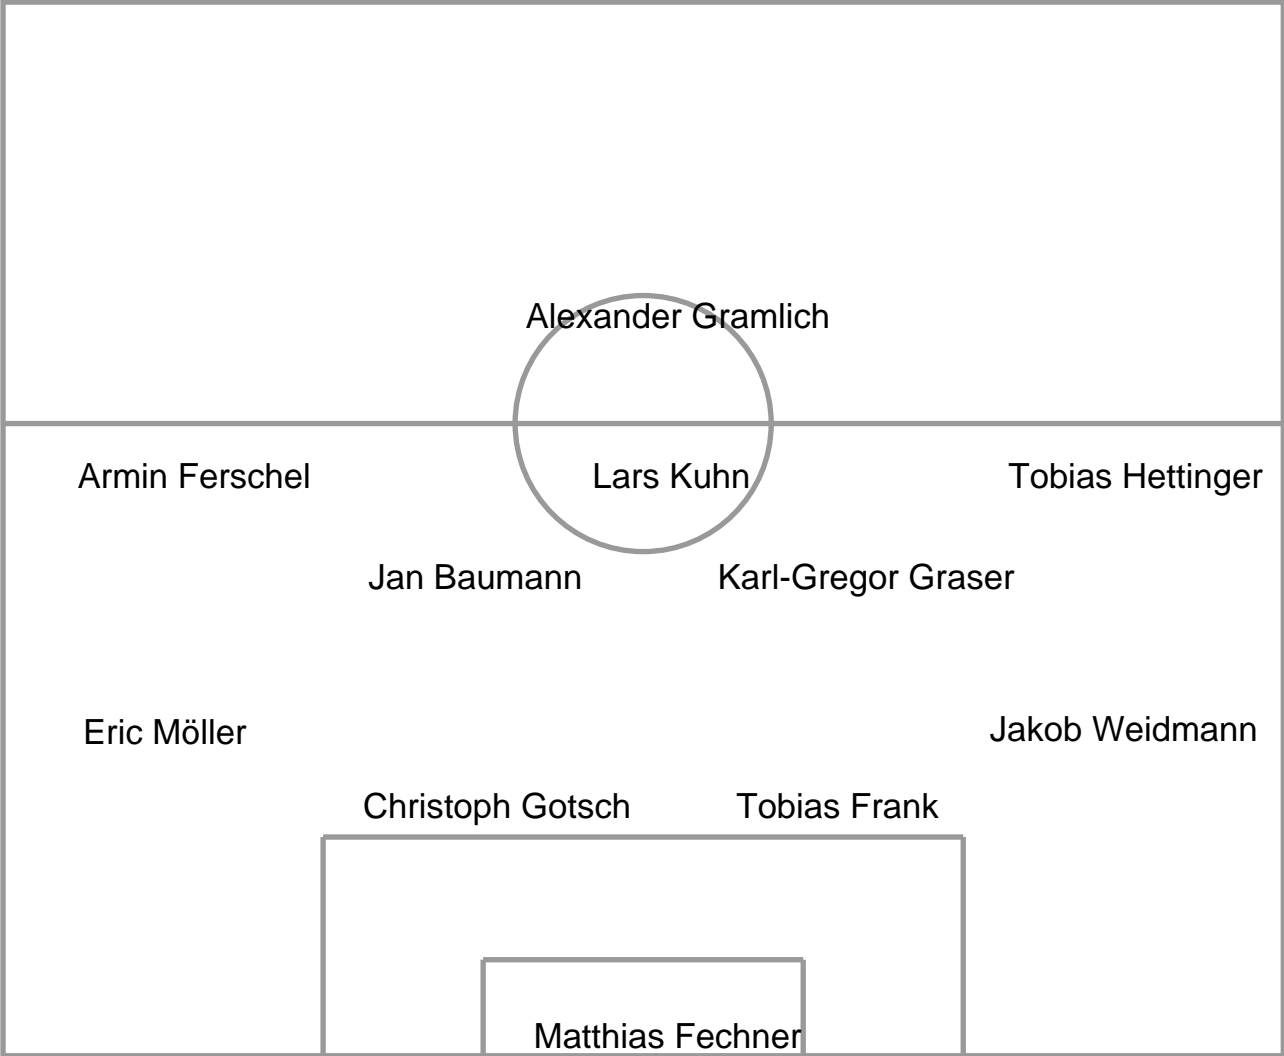 Alexander Gramlich
Armin Ferschel
Lars Kuhn
Tobias Hettinger
Jan Baumann
Karl-Gregor Graser
Eric Möller
Jakob Weidmann
Christoph Gotsch
Tobias Frank
Matthias Fechner